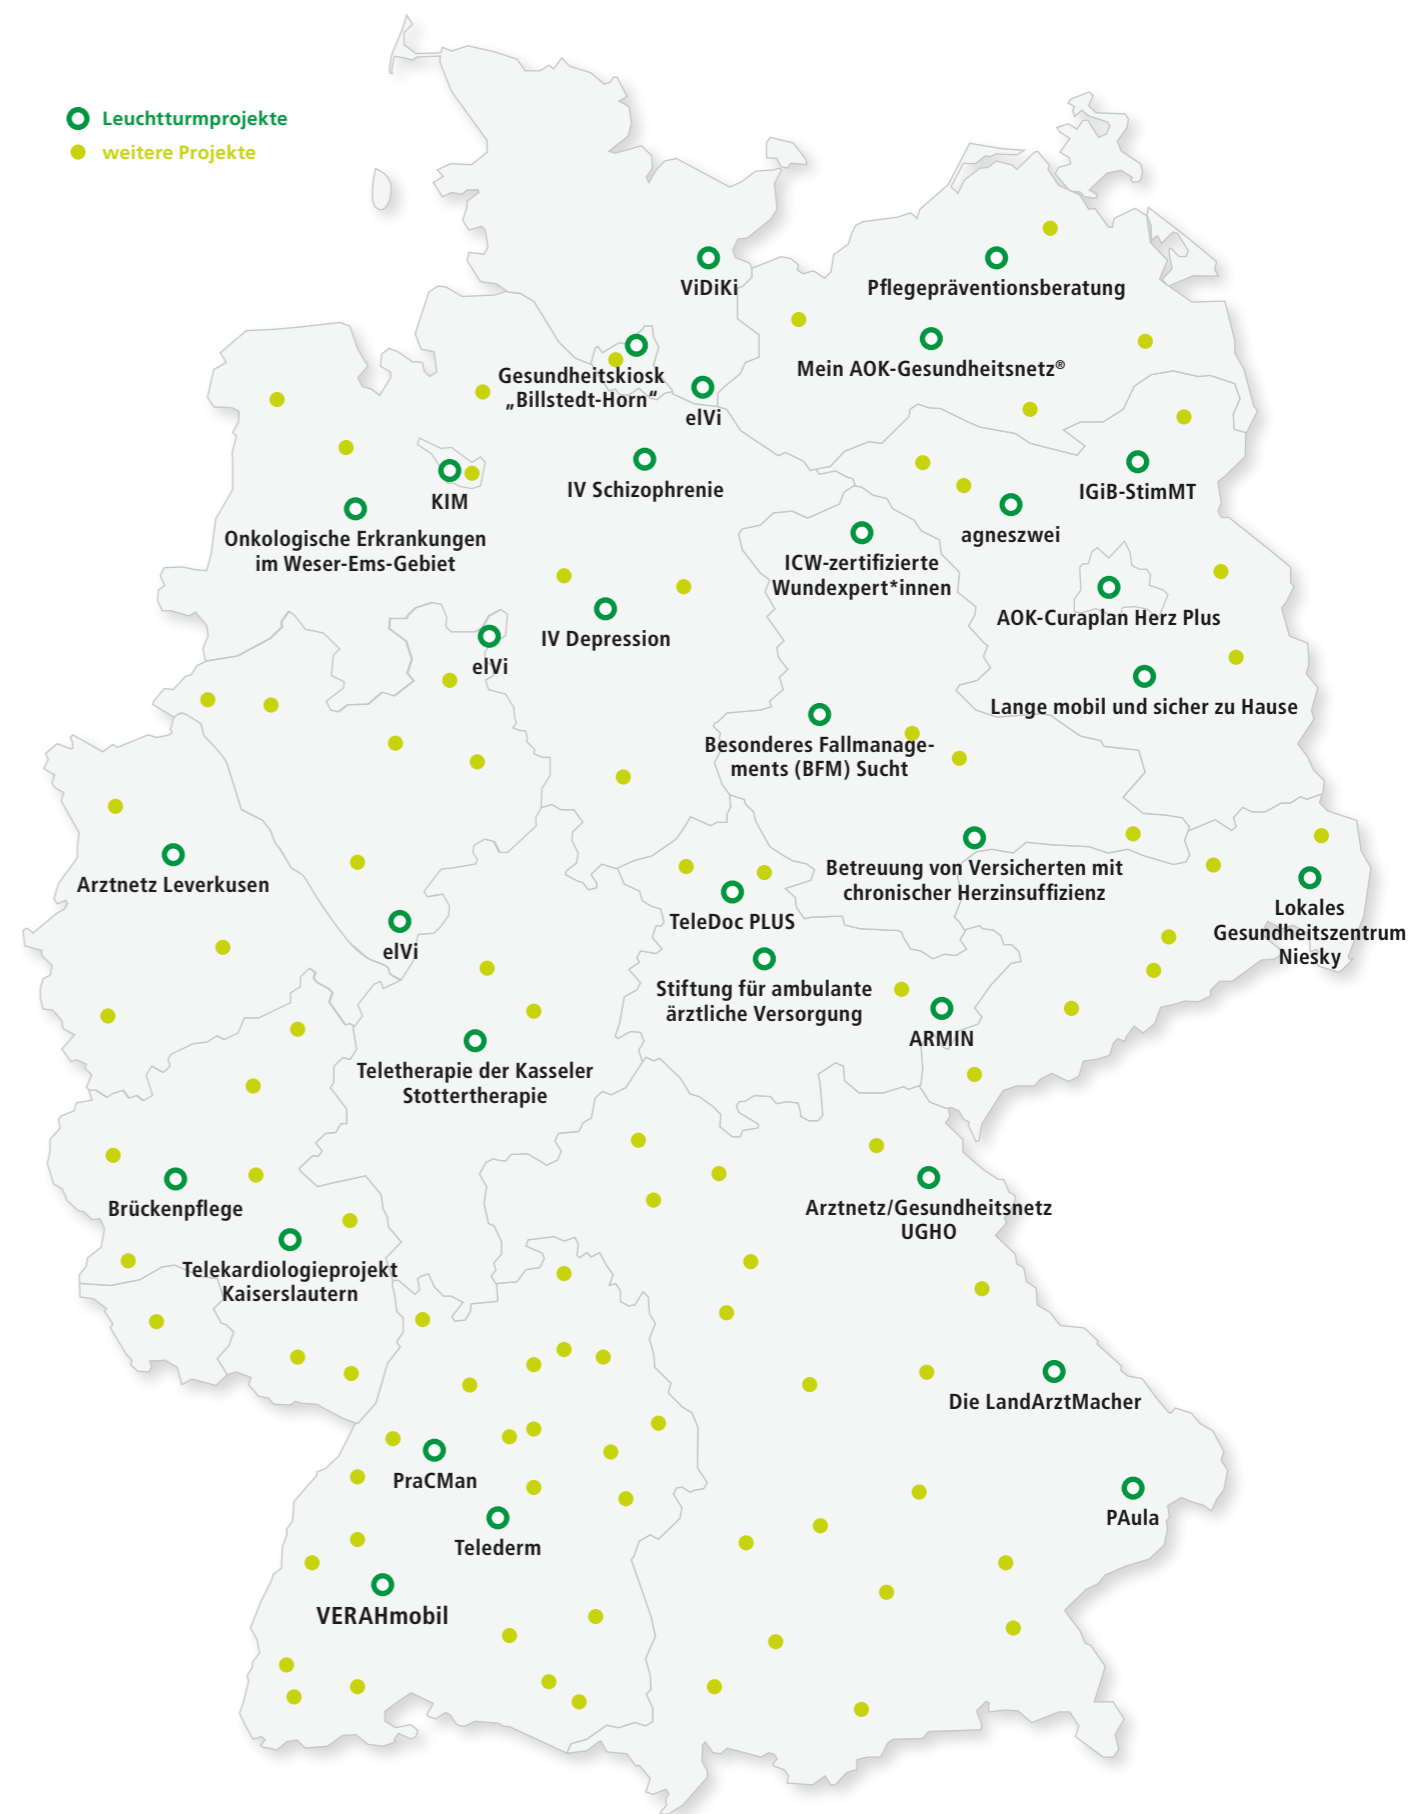 Leuchtturmprojekte
weitere Projekte
ViDiKi
Pflegepräventionsberatung
Mein AOK-Gesundheitsnetz®
Gesundheitskiosk
„Billstedt-Horn“
elVi
IV Schizophrenie
KIM
IGiB-StimMT
agneszwei
Onkologische Erkrankungen
im Weser-Ems-Gebiet
ICW-zertifizierte
Wundexpert*innen
AOK-Curaplan Herz Plus
IV Depression
elVi
Lange mobil und sicher zu Hause
Besonderes Fallmanage-
ments (BFM) Sucht
Arztnetz Leverkusen
Betreuung von Versicherten mit
chronischer Herzinsuffizienz
Lokales
Gesundheitszentrum
Niesky
TeleDoc PLUS
elVi
Stiftung für ambulante
ärztliche Versorgung
ARMIN
Teletherapie der Kasseler
Stottertherapie
Brückenpflege
Arztnetz/Gesundheitsnetz
UGHO
Telekardiologieprojekt
Kaiserslautern
Die LandArztMacher
PraCMan
PAula
Telederm
VERAHmobil